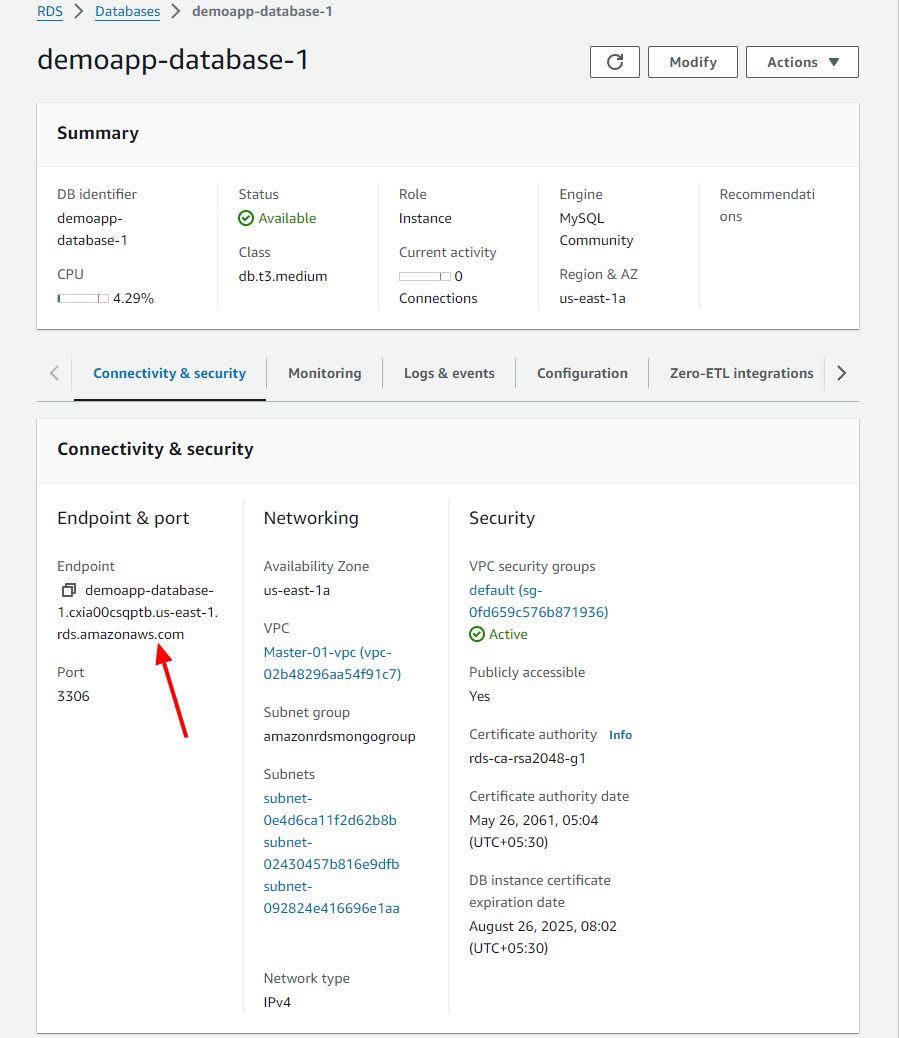 RDS > Databases > demoapp-database-1
demoapp-database-1
Modify
Actions
Summary
DB identifier
demoapp-
database-1
CPU
4.29%
Status
Available
Class
db.t3.medium
Role
Instance
Current activity
0
Connections
Engine
MySQL
Community
Region & AZ
us-east-1a
Recommendati
ons
Connectivity & security
Monitoring
Logs & events
Configuration
Zero-ETL integrations
Connectivity & security
Endpoint & port
Endpoint
demoapp-database-
1.cxia00csqptb.us-east-1.
rds.amazonaws.com
Port
3306
Networking
Availability Zone
us-east-1a
VPC
Master-01-vpc (vpc-
02b48296aa54f91c7)
Subnet group
amazonrdsmongogroup
Subnets
subnet-
0e4d6ca11f2d62b8b
subnet-
02430457b816e9dfb
subnet-
092824e416696e1aa
Network type
IPv4
Security
VPC security groups
default (sg-
0fd659c576b871936)
Active
Publicly accessible
Yes
Certificate authority Info
rds-ca-rsa2048-g1
Certificate authority date
May 26, 2061, 05:04
(UTC+05:30)
DB instance certificate
expiration date
August 26, 2025, 08:02
(UTC+05:30)